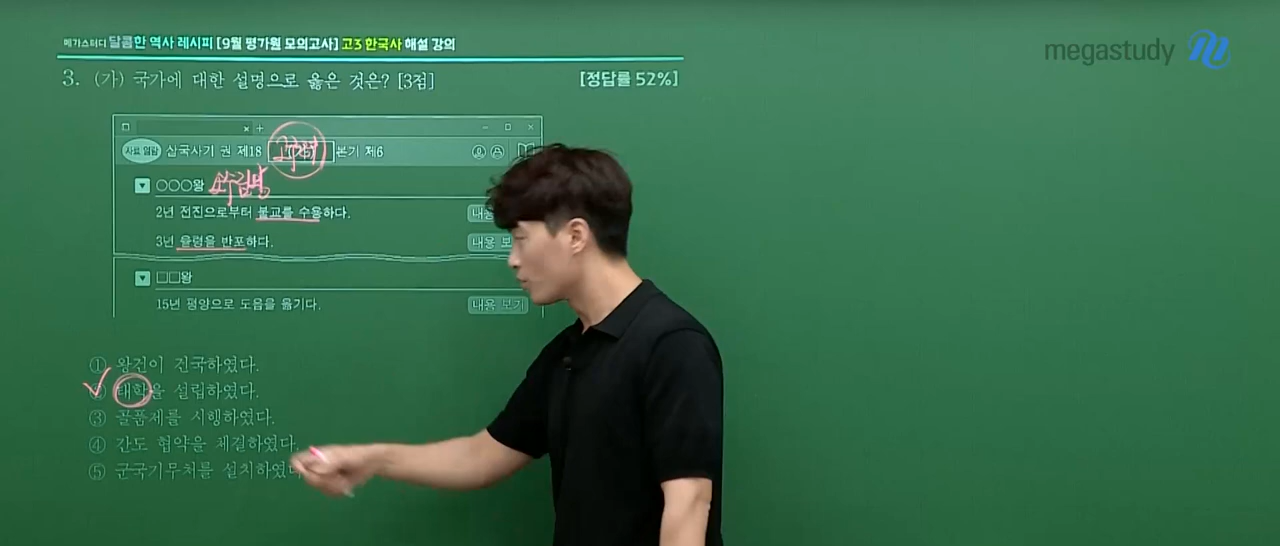 메가스터디 달콤한 역사 레시피 [9월 평가원 모의고사] 고3 한국사 해설 강의
megastudy
3. (가) 국가에 대한 설명으로 옳은 것은? [3점]
[정답률 52%]
사료 열람 삼국사기 권 제18 본기 제6
○○○왕 소수림왕
2년 전진으로부터 불교를 수용하다.
3년 율령을 반포하다.
□□왕
15년 평양으로 도읍을 옮기다. 내용 보기
① 왕건이 건국하였다.
② 태학을 설립하였다.
③ 골품제를 시행하였다.
④ 간도 협약을 체결하였다.
⑤ 군국기무처를 설치하였다